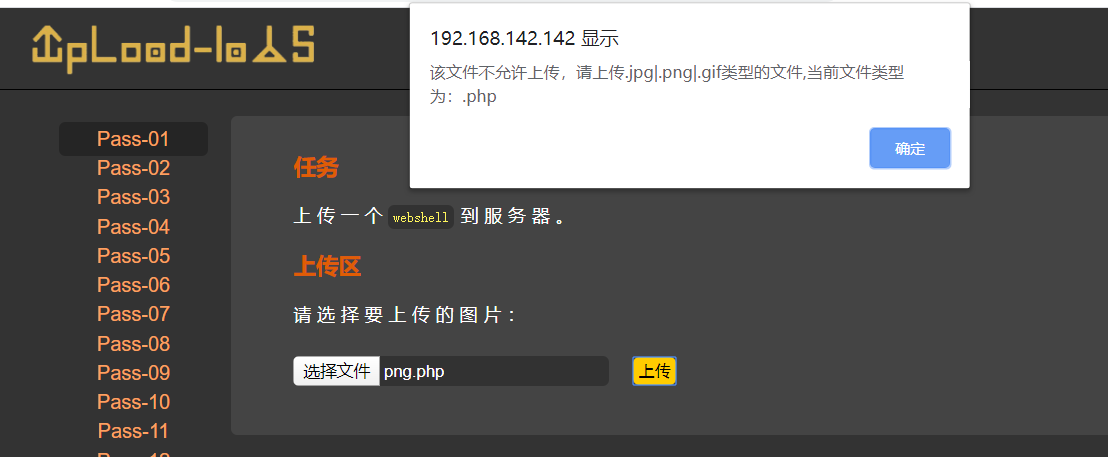 UpLoad-labs
192.168.142.142 显示
该文件不允许上传，请上传.jpg|.png|.gif类型的文件,当前文件类型
为：.php
确定
Pass-01
Pass-02
Pass-03
Pass-04
Pass-05
Pass-06
Pass-07
Pass-08
Pass-09
Pass-10
Pass-11
任务
上传一个 webshell 到服务器。
上传区
请选择要上传的图片：
选择文件 png.php
上传